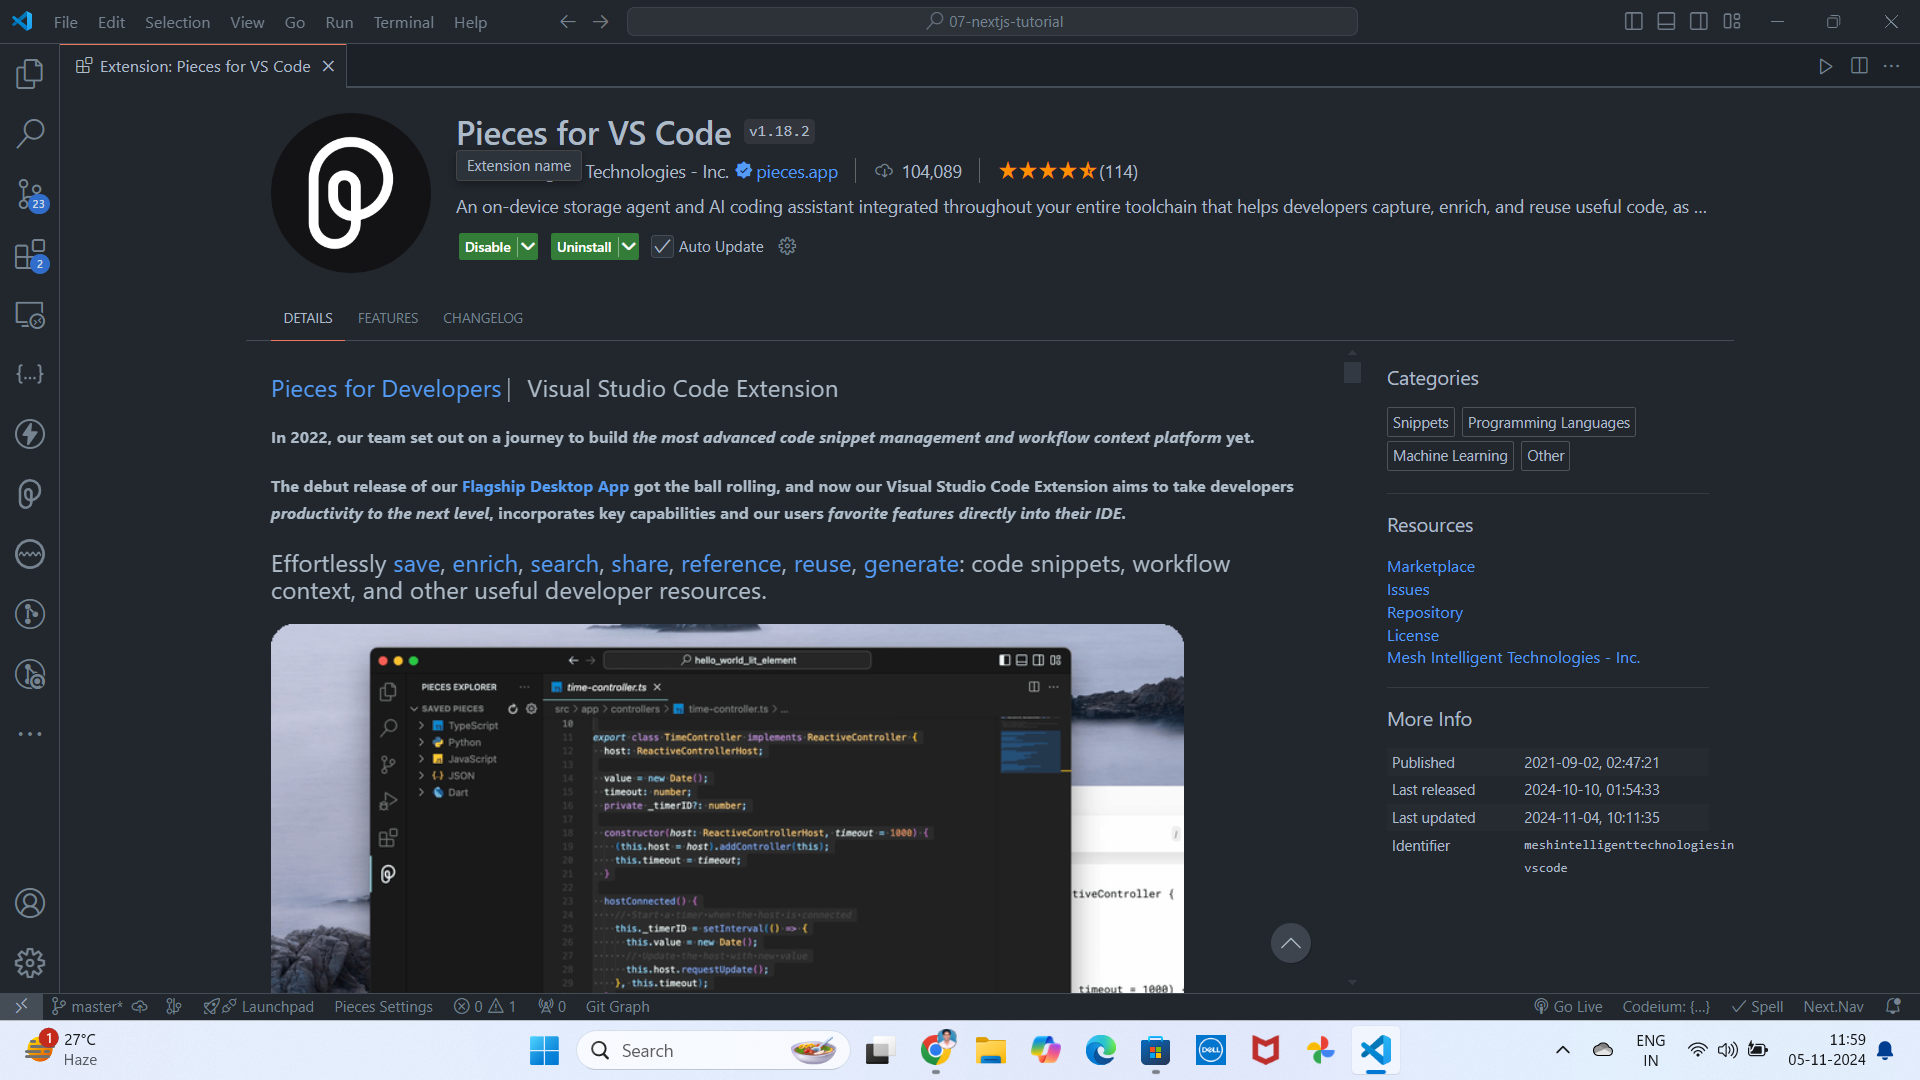 File Edit Selection View Go Run Terminal Help
07-nextjs-tutorial
Extension: Pieces for VS Code
Pieces for VS Code v1.18.2
Extension name
Technologies - Inc. pieces.app 104,089 (114)
An on-device storage agent and AI coding assistant integrated throughout your entire toolchain that helps developers capture, enrich, and reuse useful code, as ...
Disable Uninstall Auto Update
23
2
DETAILS FEATURES CHANGELOG
Pieces for Developers | Visual Studio Code Extension
In 2022, our team set out on a journey to build the most advanced code snippet management and workflow context platform yet.
The debut release of our Flagship Desktop App got the ball rolling, and now our Visual Studio Code Extension aims to take developers
productivity to the next level, incorporates key capabilities and our users favorite features directly into their IDE.
Effortlessly save, enrich, search, share, reference, reuse, generate: code snippets, workflow
context, and other useful developer resources.
hello_world_lit_element
PIECES EXPLORER
SAVED PIECES
TypeScript
Python
JavaScript
JSON
Dart
time-controller.ts
src > app > controllers > time-controller.ts > ...
10
11 export class TimeController implements ReactiveController {
12 host: ReactiveControllerHost;
13
14 value = new Date();
15 timeout: number;
16 private _timerID?: number;
17
18 constructor(host: ReactiveControllerHost, timeout = 1000) {
19 (this.host = host).addController(this);
20 this.timeout = timeout;
21 }
22
23 hostConnected() {
24 // Start a timer when the host is connected
25 this._timerID = setInterval(() => {
26 this.value = new Date();
27 // Update the host with new value
28 this.host.requestUpdate();
29 }, this.timeout);
/
tiveController {
timeout = 1000)
Categories
Snippets Programming Languages
Machine Learning Other
Resources
Marketplace
Issues
Repository
License
Mesh Intelligent Technologies - Inc.
More Info
Published 2021-09-02, 02:47:21
Last released 2024-10-10, 01:54:33
Last updated 2024-11-04, 10:11:35
Identifier meshintelligenttechnologiesin
vscode
master* Launchpad Pieces Settings 0 1 0 Git Graph
Go Live Codeium: {...} Spell Next.Nav
1
27°C
Haze
Search
DELL
ENG
IN
11:59
05-11-2024